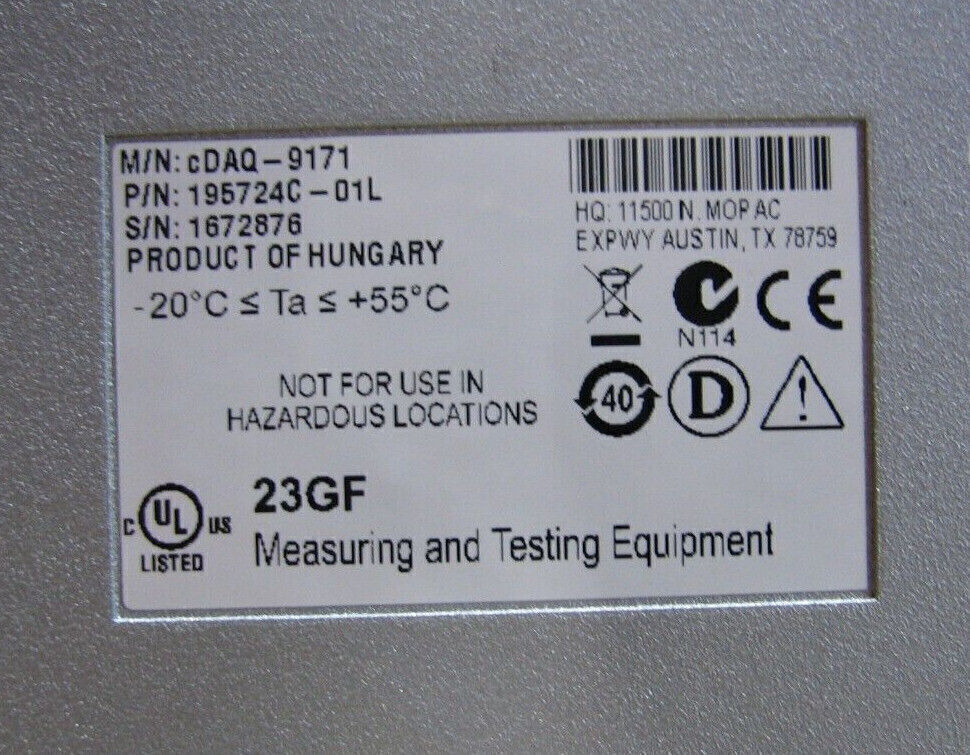 M/N: cDAQ-9171
P/N: 195724C-01L
S/N: 1672876
PRODUCT OF HUNGARY
-20°C ≤ Ta ≤ +55°C
NOT FOR USE IN
HAZARDOUS LOCATIONS
HQ: 11500 N. MOPAC
EXPWY AUSTIN, TX 78759
N114
CE
40
D
!
C UL US
LISTED
23GF
Measuring and Testing Equipment